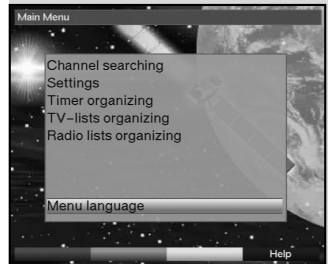 Main Menu
Channel searching
Settings
Timer organizing
TV-lists organizing
Radio lists organizing
Menu language
Help